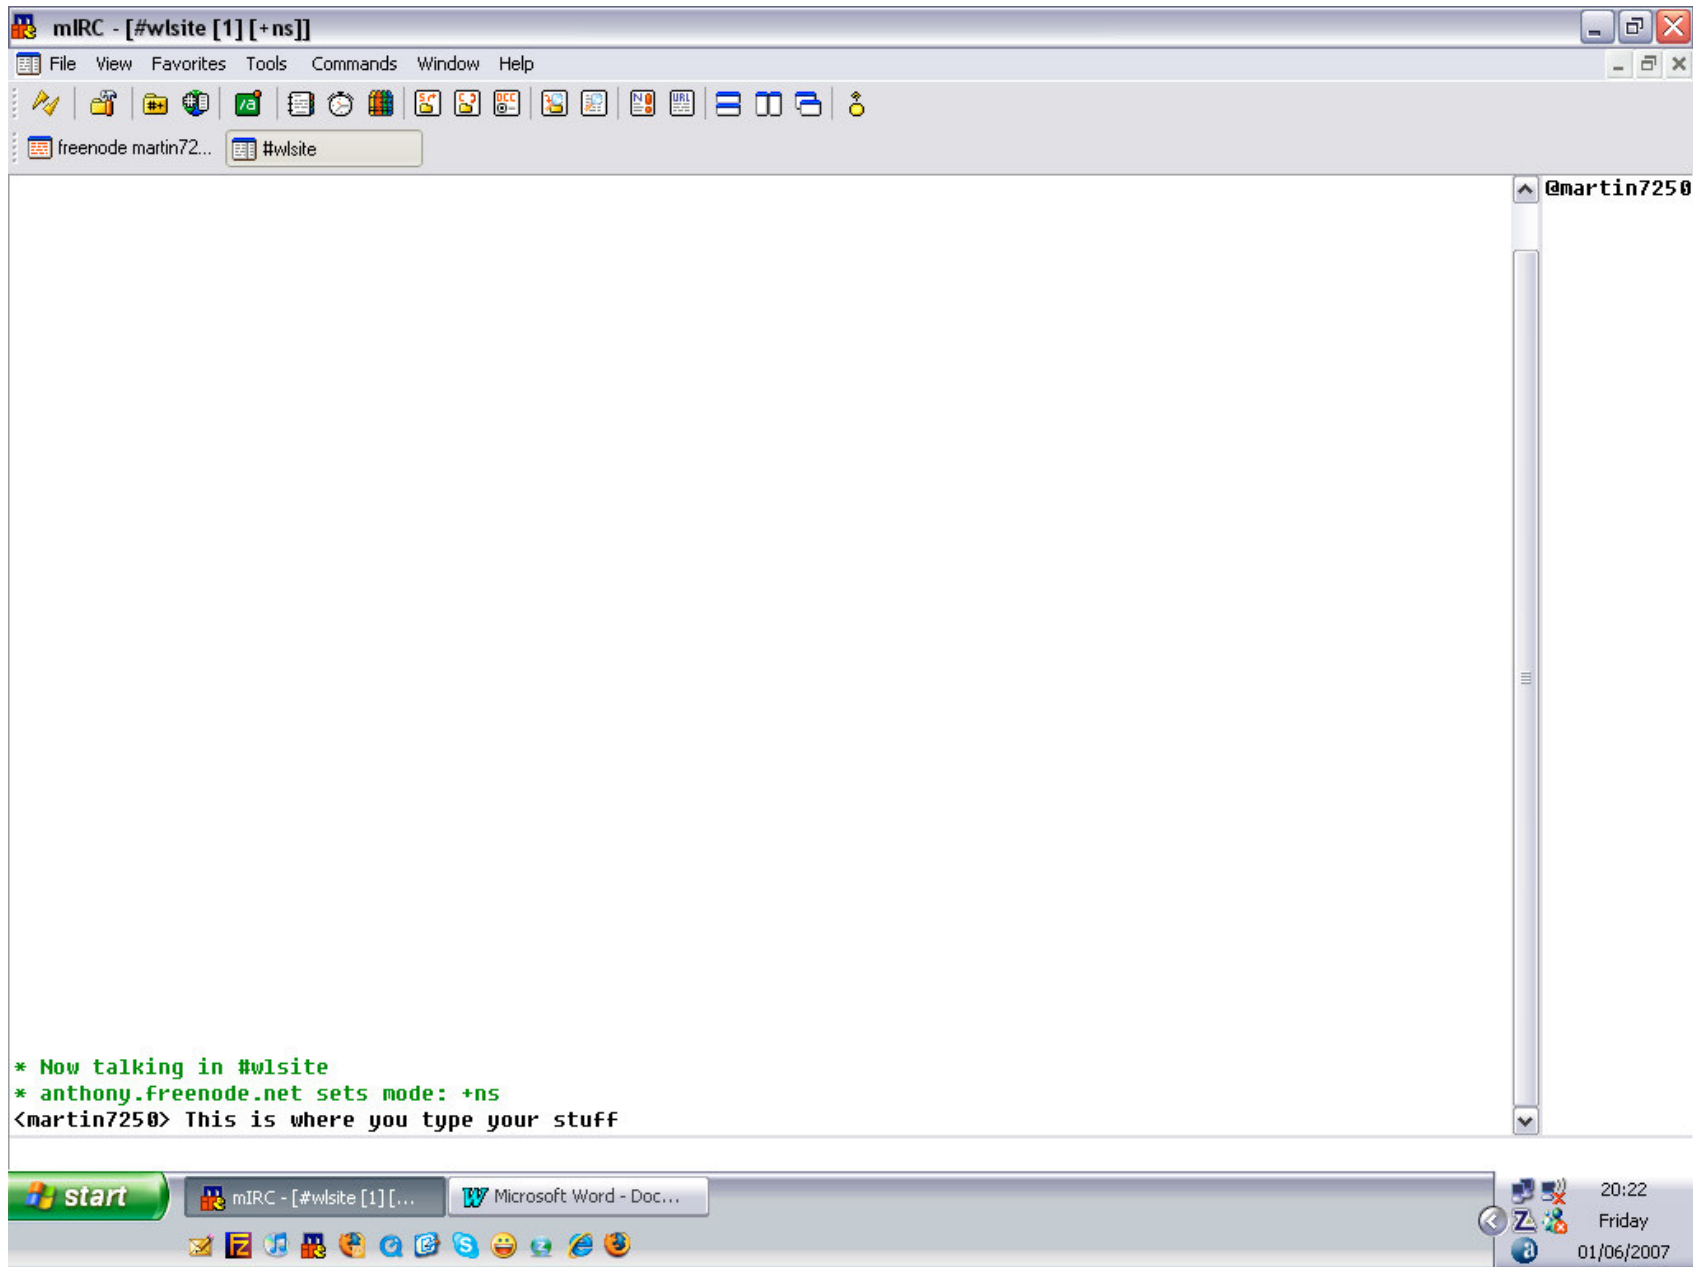 mIRC - [#wlsite [1] [+ns]]
File View Favorites Tools Commands Window Help
freenode martin72... #wlsite
@martin7250
* Now talking in #wlsite
* anthony.freenode.net sets mode: +ns
<martin7250> This is where you type your stuff
start mIRC - [#wlsite [1] [... Microsoft Word - Doc... 20:22
Friday
01/06/2007